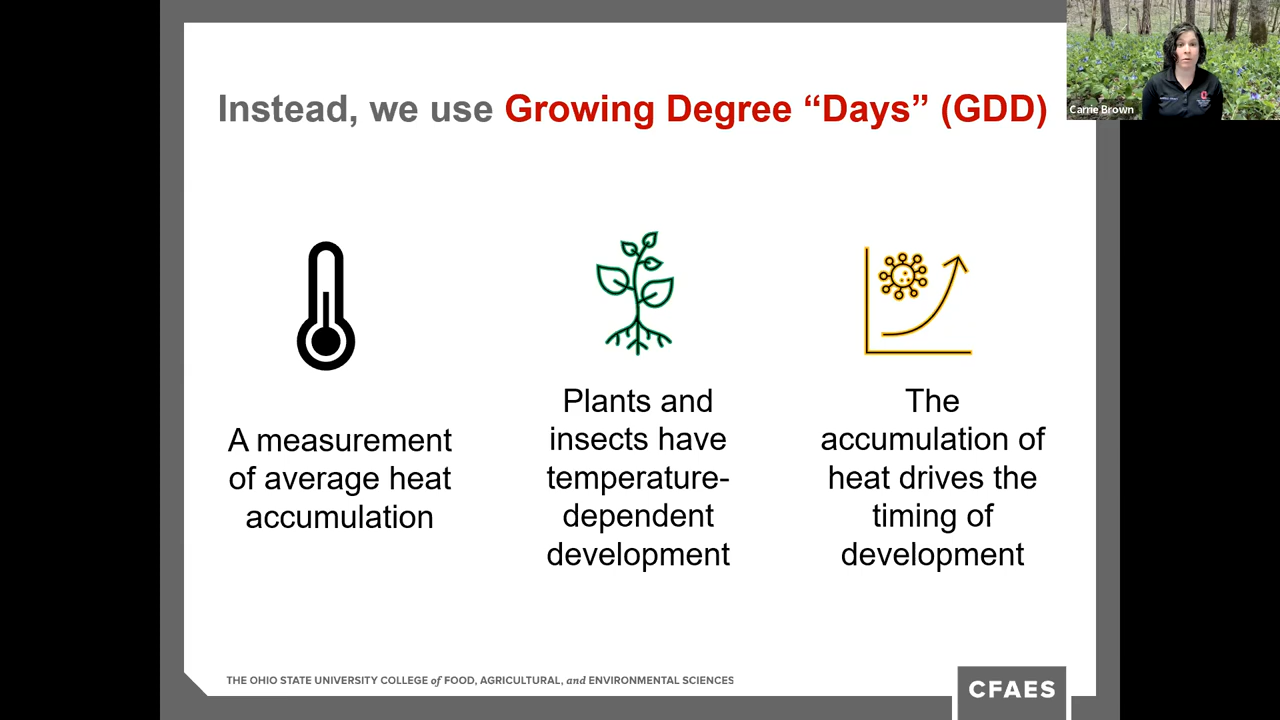 Instead, we use Growing Degree “Days” (GDD)
Carrie Brown
A measurement
of average heat
accumulation
Plants and
insects have
temperature-
dependent
development
The
accumulation of
heat drives the
timing of
development
THE OHIO STATE UNIVERSITY COLLEGE of FOOD, AGRICULTURAL, and ENVIRONMENTAL SCIENCES
CFAES